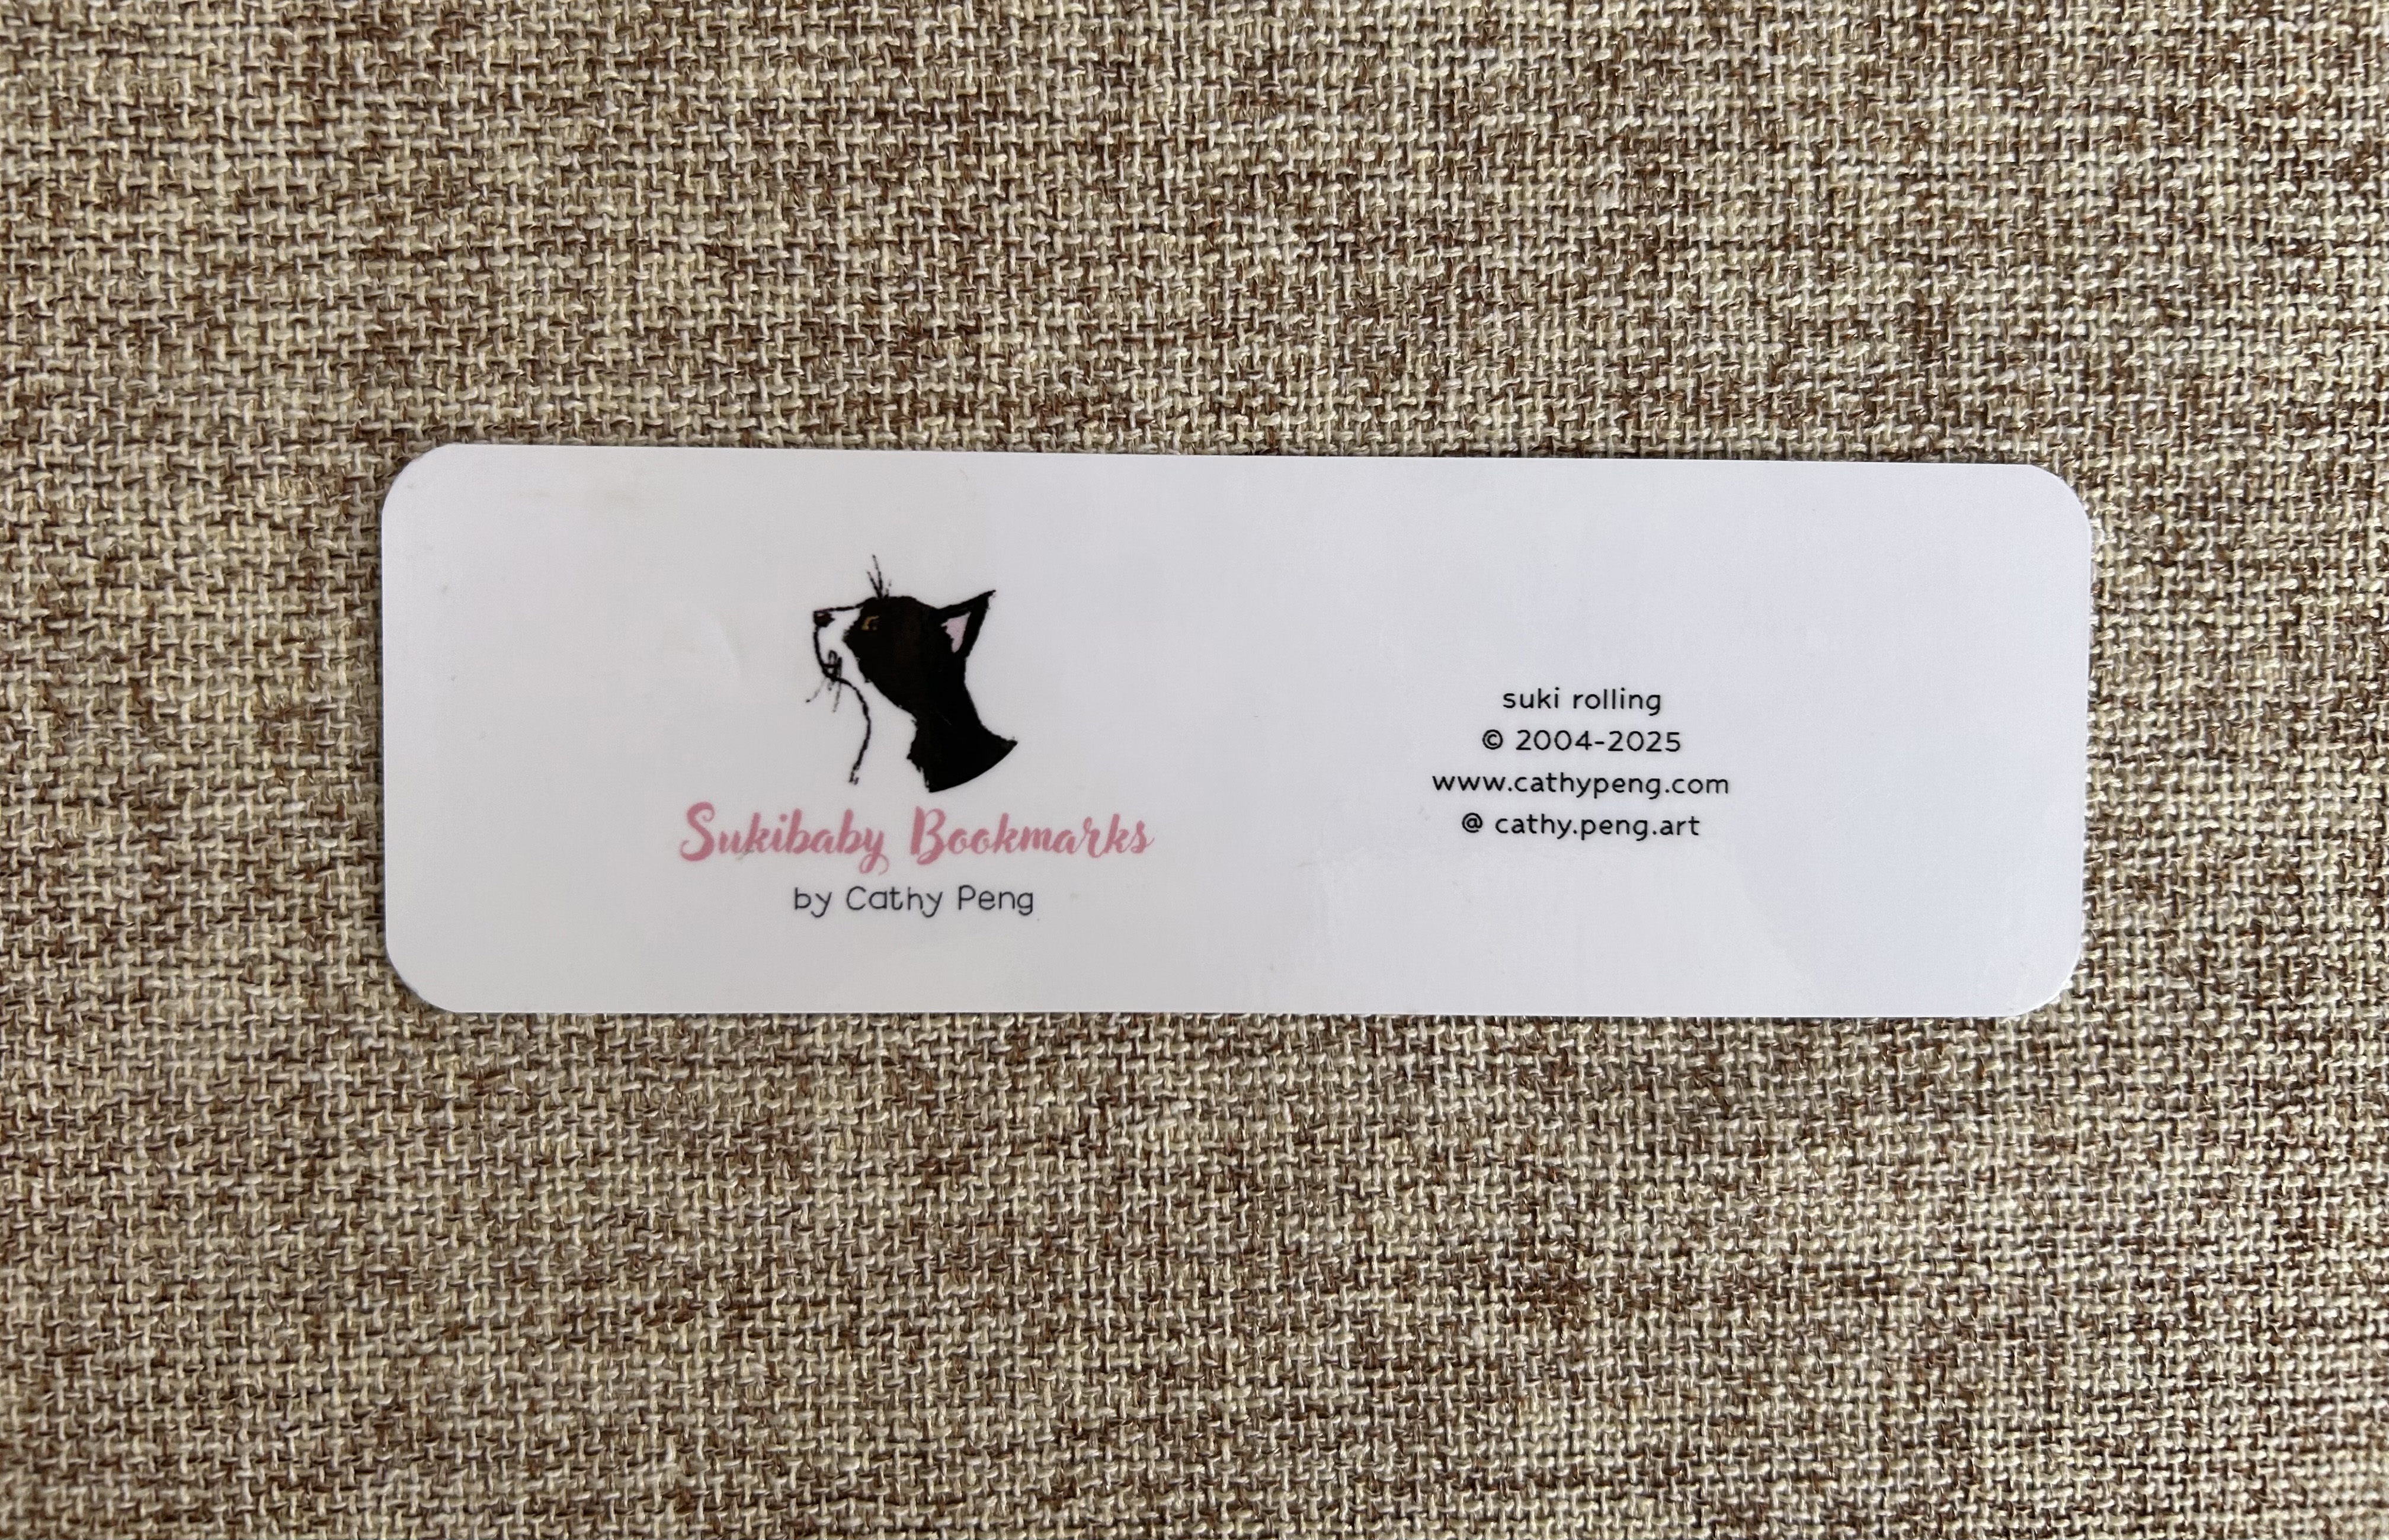 Sukibaby Bookmarks
by Cathy Peng
suki rolling
© 2004-2025
www.cathypeng.com
@ cathy.peng.art